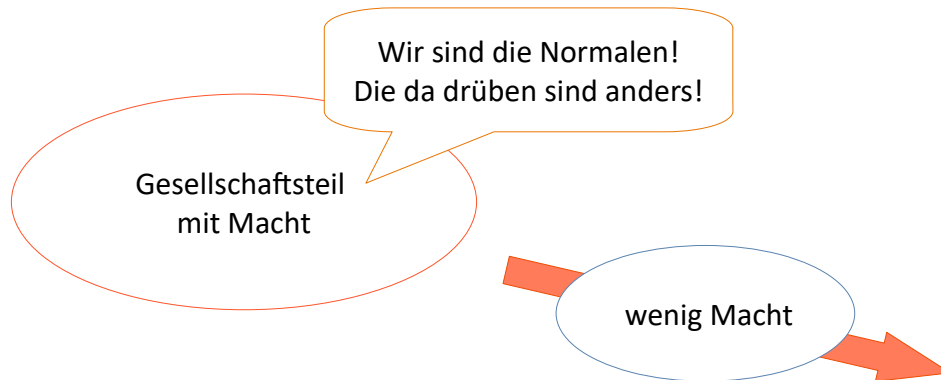 Wir sind die Normalen!
Die da drüben sind anders!
Gesellschaftsteil
mit Macht
wenig Macht